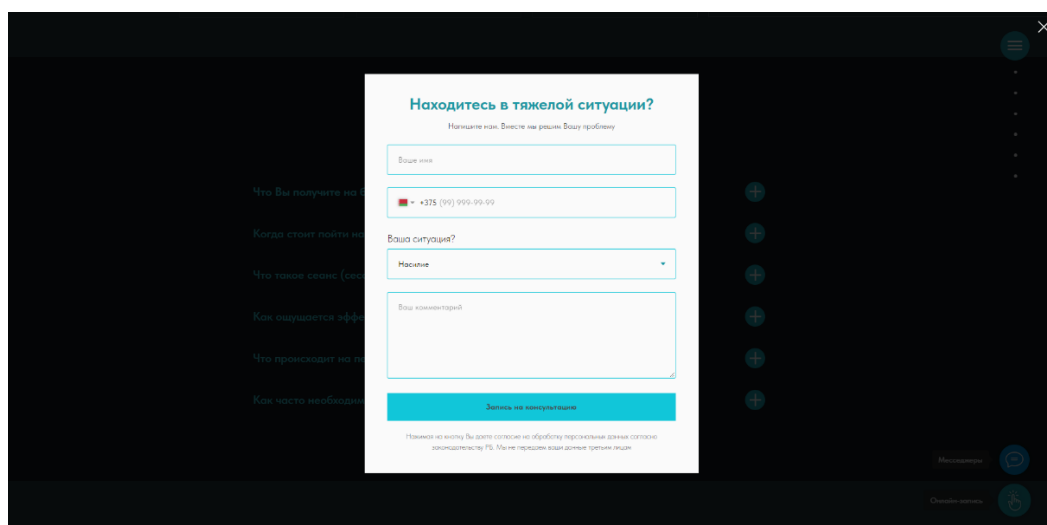 Находитесь в тяжелой ситуации?
Напишите нам. Вместе мы решим Вашу проблему
Ваше имя
+375 (99) 999-99-99
Ваша ситуация?
Насилие
Ваш комментарий
Запись на консультацию
Нажимая на кнопку Вы даете согласие на обработку персональных данных согласно
законодательству РБ. Мы не передаем ваши данные третьим лицам
Что Вы получите на
Когда стоит пойти на
Что такое сеанс
Как ощущается
Что происходит на
Как часто
Мессенджеры
Онлайн-запись